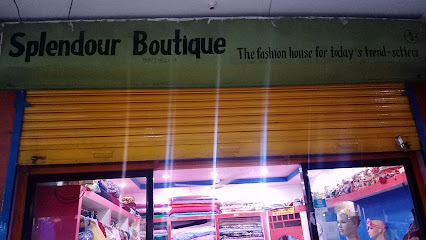 Splendour Boutique The fashion house for today's trend-setters